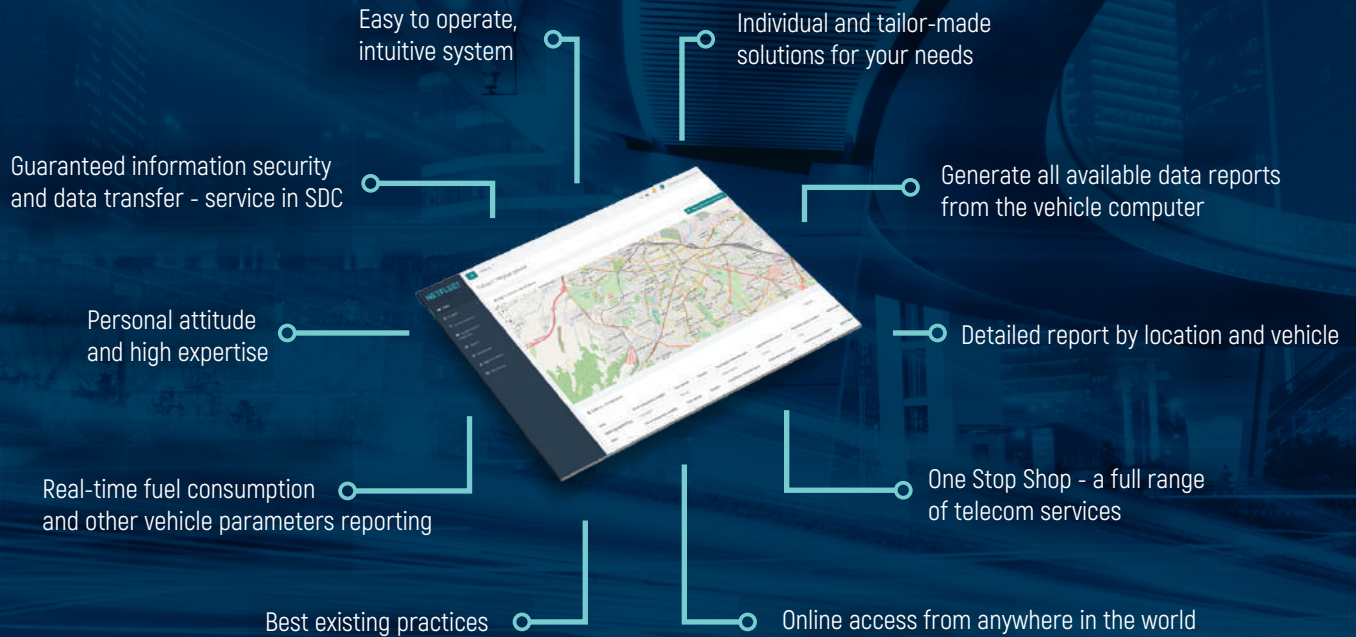 Easy to operate,
intuitive system
Individual and tailor-made
solutions for your needs
Guaranteed information security
and data transfer - service in SDC
Generate all available data reports
from the vehicle computer
NETFLEET
Personal attitude
and high expertise
Detailed report by location and vehicle
Real-time fuel consumption
and other vehicle parameters reporting
One Stop Shop - a full range
of telecom services
Best existing practices
Online access from anywhere in the world